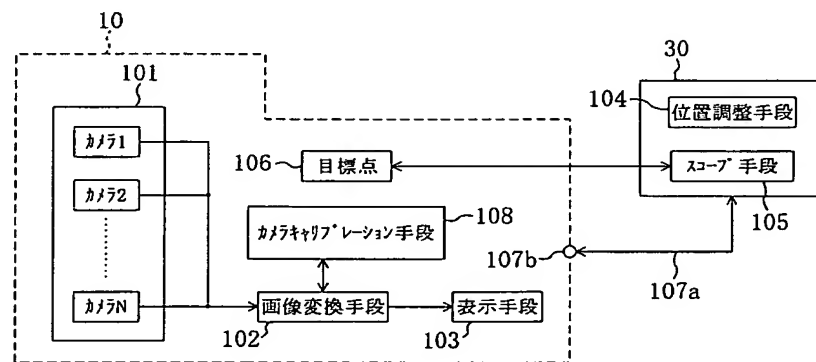 10
101
カメラ1
カメラ2
カメラN
106
目標点
カメラキャリブレーション手段
108
画像変換手段
102
表示手段
103
30
104
位置調整手段
スコープ手段
105
107b
107a